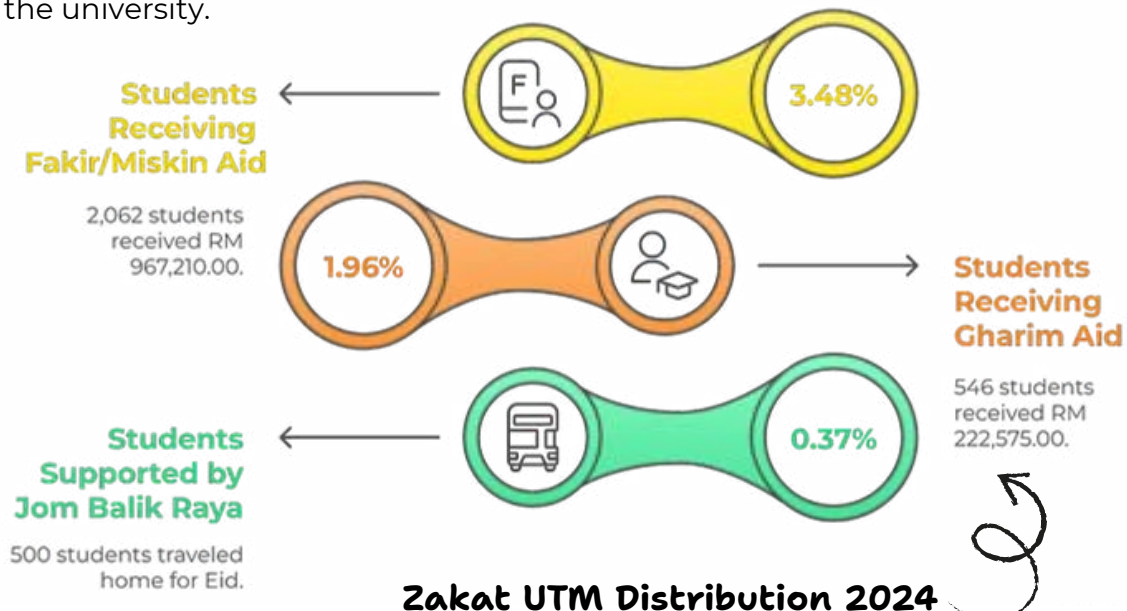 the university.
Students
Receiving
Fakir/Miskin Aid
2,062 students
received RM
967,210.00.
F
3.48%
1.96%
Students
Receiving
Gharim Aid
546 students
received RM
222,575.00.
Students
Supported by
Jom Balik Raya
500 students traveled
home for Eid.
0.37%
Zakat UTM Distribution 2024